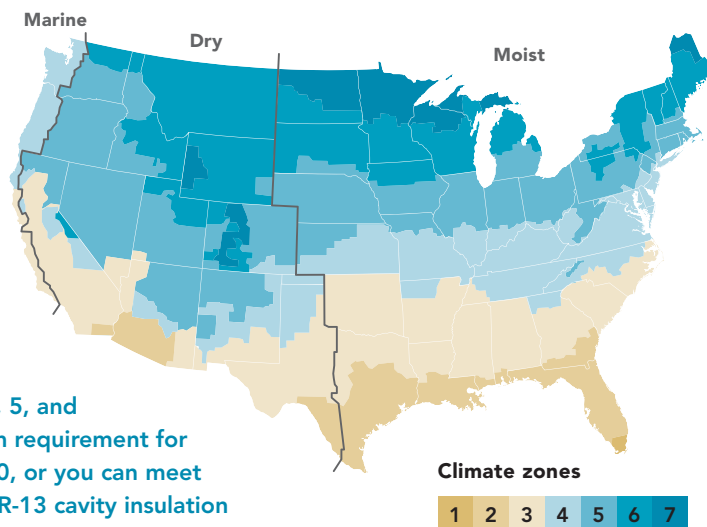 Marine
Dry
Moist
5, and
requirement for
or you can meet
R-13 cavity insulation
Climate zones
1 2 3 4 5 6 7